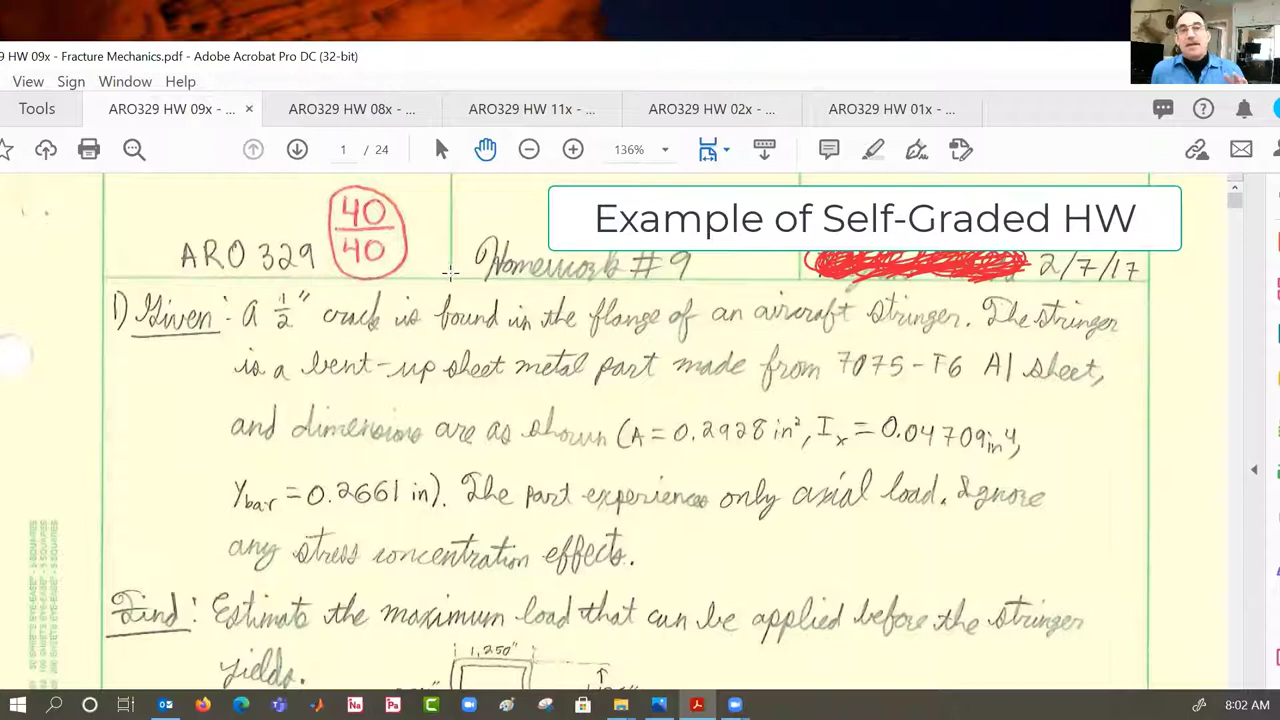 29 HW 09x - Fracture Mechanics.pdf - Adobe Acrobat Pro DC (32-bit)
View Sign Window Help
Tools ARO329 HW 09x - ... × ARO329 HW 08x - ... ARO329 HW 11x - ... ARO329 HW 02x - ... ARO329 HW 01x - ...
1 / 24 136%
Example of Self-Graded HW
40
40
ARO 329 Homework #9 2/7/17
1) Given: A 1/2" crack is found in the flange of an aircraft stringer. The stringer
is a bent-up sheet metal part made from 7075-T6 Al sheet,
and dimensions are as shown (A = 0.2928 in², Ix = 0.04709 in⁴,
Ybar = 0.2661 in). The part experiences only axial load. Ignore
any stress concentration effects.
Find: Estimate the maximum load that can be applied before the stringer
yields.
1,250"
8:02 AM